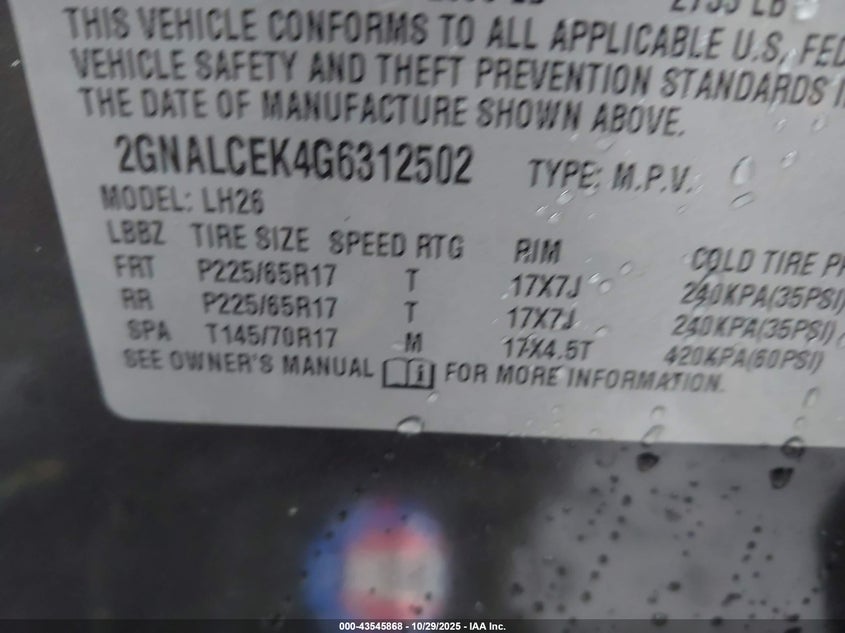 2735 LB
THIS VEHICLE CONFORMS TO ALL APPLICABLE U.S. FED
VEHICLE SAFETY AND THEFT PREVENTION STANDARDS I
THE DATE OF MANUFACTURE SHOWN ABOVE.
2GNALCEK4G6312502 TYPE: M.P.V.
MODEL: LH26
LBBZ TIRE SIZE SPEED RTG RIM COLD TIRE PR
FRT P225/65R17 T 17X7J 240KPA(35PSI)
RR P225/65R17 T 17X7J 240KPA(35PSI)
SPA T145/70R17 M 17X4.5T 420KPA(60PSI)
SEE OWNER'S MANUAL FOR MORE INFORMATION.
000-43545868 - 10/29/2025 - IAA Inc.